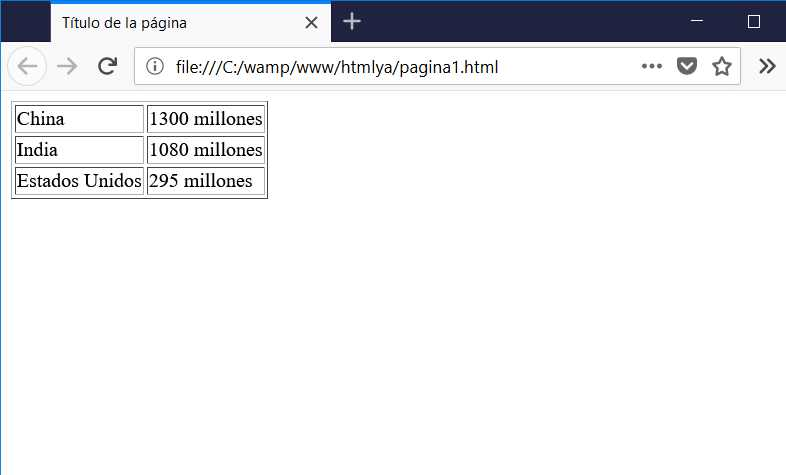 Título de la página
file:///C:/wamp/www/htmlya/pagina1.html
China 1300 millones
India 1080 millones
Estados Unidos 295 millones